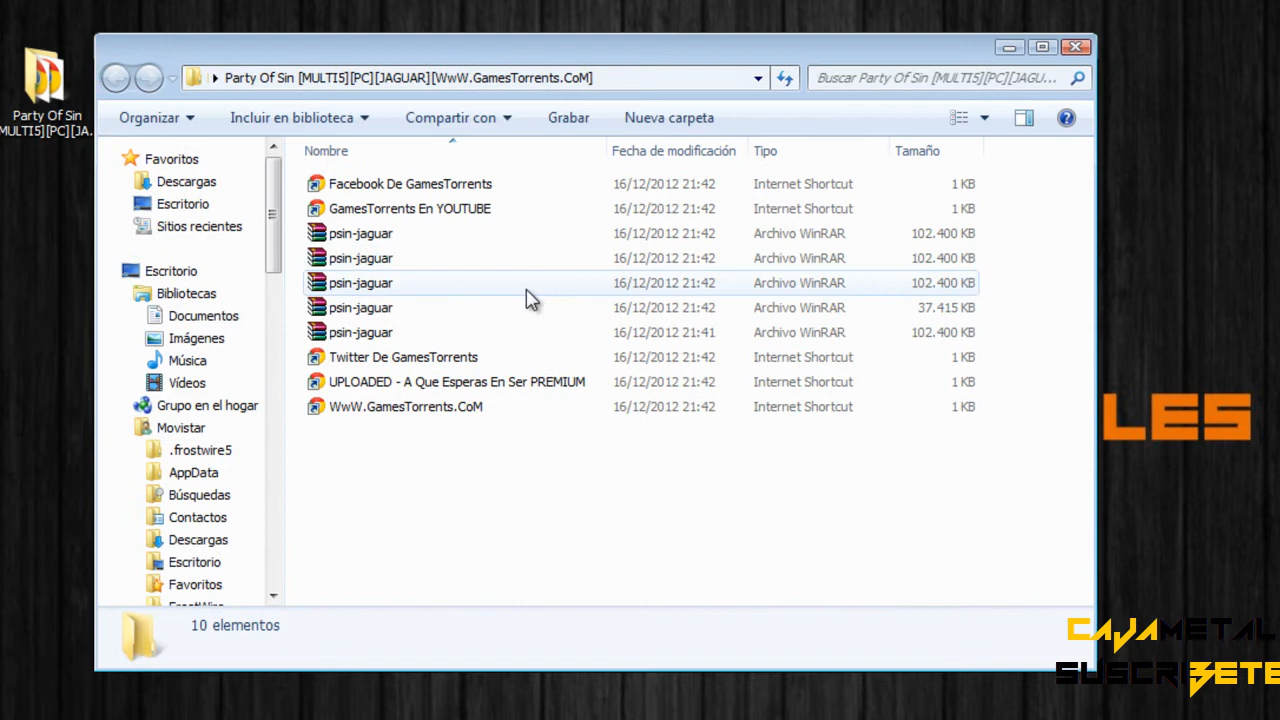 Party Of Sin
MULTI5][PC][JA.
Party Of Sin [MULTI5][PC][JAGUAR][WwW.GamesTorrents.CoM]
Buscar Party Of Sin [MULTI5][PC][JAGU...
Organizar
Incluir en biblioteca
Compartir con
Grabar
Nueva carpeta
Nombre Fecha de modificación Tipo Tamaño
Facebook De GamesTorrents 16/12/2012 21:42 Internet Shortcut 1 KB
GamesTorrents En YOUTUBE 16/12/2012 21:42 Internet Shortcut 1 KB
psin-jaguar 16/12/2012 21:42 Archivo WinRAR 102.400 KB
psin-jaguar 16/12/2012 21:42 Archivo WinRAR 102.400 KB
psin-jaguar 16/12/2012 21:42 Archivo WinRAR 102.400 KB
psin-jaguar 16/12/2012 21:42 Archivo WinRAR 37.415 KB
psin-jaguar 16/12/2012 21:41 Archivo WinRAR 102.400 KB
Twitter De GamesTorrents 16/12/2012 21:42 Internet Shortcut 1 KB
UPLOADED - A Que Esperas En Ser PREMIUM 16/12/2012 21:42 Internet Shortcut 1 KB
WwW.GamesTorrents.CoM 16/12/2012 21:42 Internet Shortcut 1 KB
Favoritos
Descargas
Escritorio
Sitios recientes
Escritorio
Bibliotecas
Documentos
Imágenes
Música
Vídeos
Grupo en el hogar
Movistar
.frostwire5
AppData
Búsquedas
Contactos
Descargas
Escritorio
Favoritos
FrostWire
10 elementos
LES
CAJAMETAL
SUSCRIBETE